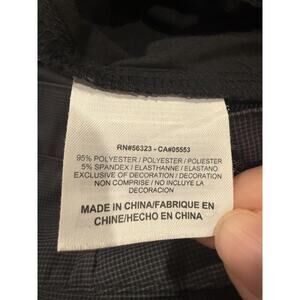 RN#56323 - CA#05553
95% POLYESTER / POLYESTER / POLIESTER
5% SPANDEX / ELASTHANNE / ELASTANO
EXCLUSIVE OF DECORATION / DECORATION
NON COMPRISE / NO INCLUYE LA
DECORACIÓN
MADE IN CHINA/FABRIQUE EN
CHINE/HECHO EN CHINA